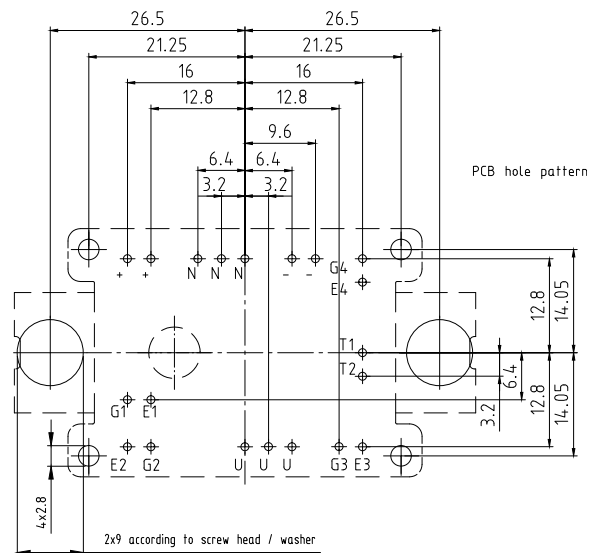 26.5 26.5
21.25 21.25
16 16
12.8 12.8
9.6
6.4 6.4
3.2 3.2
PCB hole pattern
+ + N N N - - G4
E4
12.8 14.05
T1
T2
6.4
3.2
12.8 14.05
G1 E1
E2 G2 U U U G3 E3
4x2.8
2x9 according to screw head / washer